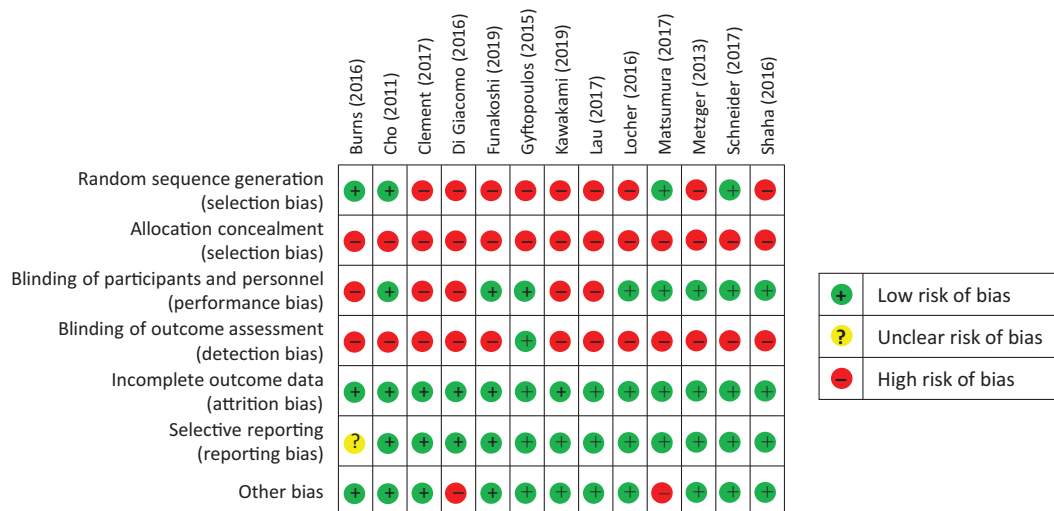 Burns (2016)
Cho (2011)
Clement (2017)
Di Giacomo (2016)
Funakoshi (2019)
Gyftopoulos (2015)
Kawakami (2019)
Lau (2017)
Locher (2016)
Matsumura (2017)
Metzger (2013)
Schneider (2017)
Shaha (2016)
Random sequence generation
(selection bias)
+ + − − − − − − − + − + −
Allocation concealment
(selection bias)
− − − − − − − − − − − − −
Blinding of participants and personnel
(performance bias)
− + − − + + − − + + + + +
Blinding of outcome assessment
(detection bias)
− − − − − + − − − − − − −
Incomplete outcome data
(attrition bias)
+ + + + + + + + + + + + +
Selective reporting
(reporting bias)
? + + + + + + + + + + + +
Other bias
+ + + − + + + + + − + + +
+ Low risk of bias
? Unclear risk of bias
− High risk of bias